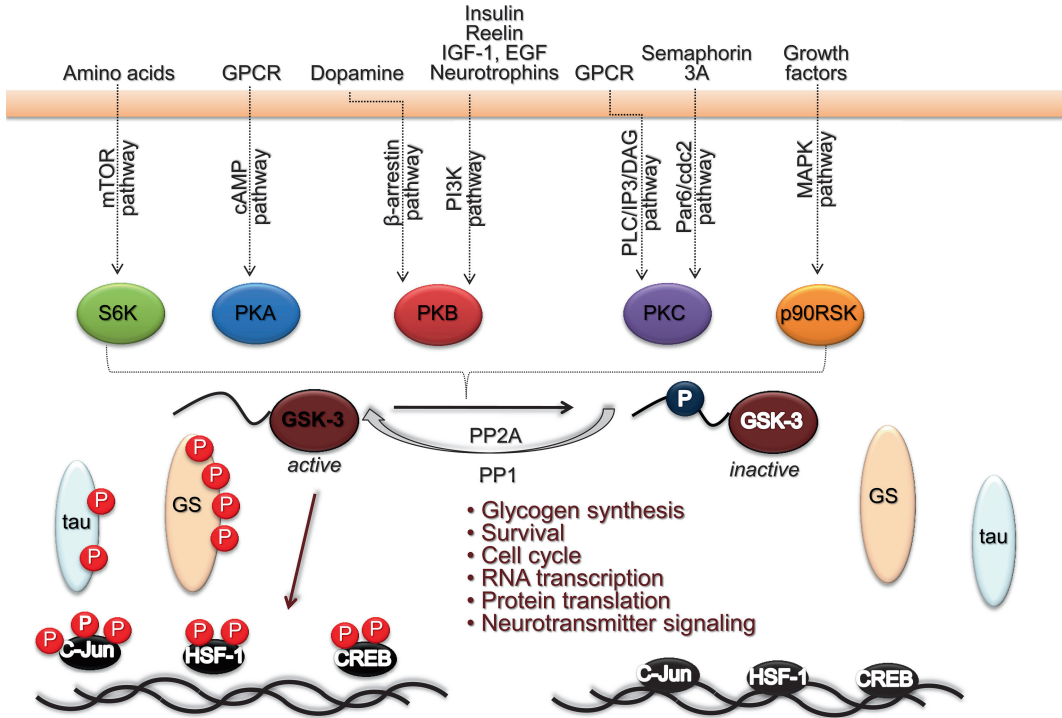 Amino acids
GPCR
Dopamine
Insulin
Reelin
IGF-1, EGF
Neurotrophins
GPCR
Semaphorin
3A
Growth
factors
mTOR
pathway
cAMP
pathway
β-arrestin
pathway
PI3K
pathway
PLC/IP3/DAG
pathway
Par6/cdc2
pathway
MAPK
pathway
S6K
PKA
PKB
PKC
p90RSK
GSK-3
active
PP2A
PP1
P
GSK-3
inactive
tau
P
P
GS
P
P
P
P
• Glycogen synthesis
• Survival
• Cell cycle
• RNA transcription
• Protein translation
• Neurotransmitter signaling
GS
tau
P
P
P
C-Jun
P
P
HSF-1
P
P
CREB
C-Jun
HSF-1
CREB